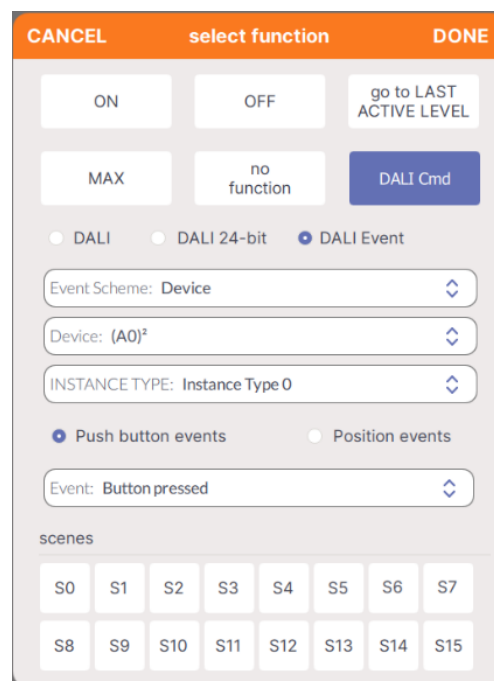 CANCEL select function DONE
ON OFF go to LAST ACTIVE LEVEL
MAX no function DALI Cmd
DALI DALI 24-bit DALI Event
Event Scheme: Device
Device: (A0)²
INSTANCE TYPE: Instance Type 0
Push button events Position events
Event: Button pressed
scenes
S0 S1 S2 S3 S4 S5 S6 S7
S8 S9 S10 S11 S12 S13 S14 S15